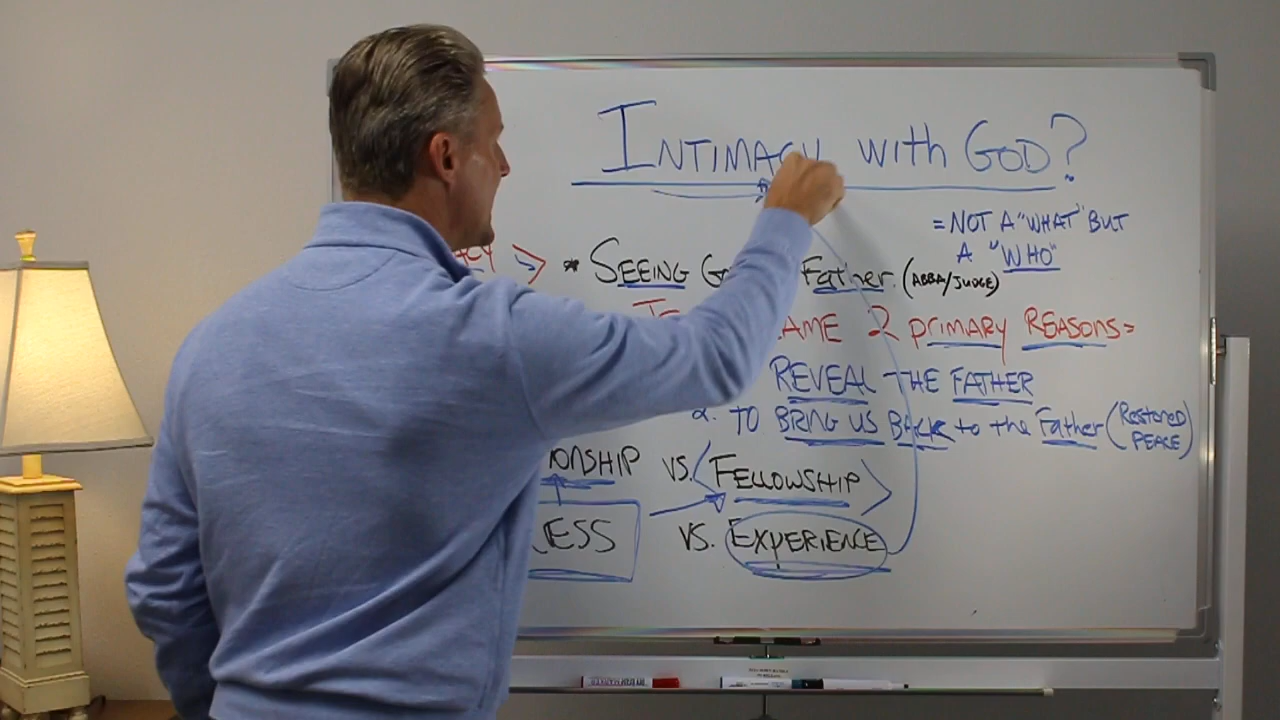 INTIMACY with GOD?
= NOT A "WHAT" BUT
A "WHO"
* SEEING Father. (ABBA/JUDGE)
2 primary REASONS=
REVEAL THE FATHER
2. TO BRING US BACK to the Father (Restored PEACE)
ONSHIP VS. FELLOWSHIP
ESS VS. EXPERIENCE